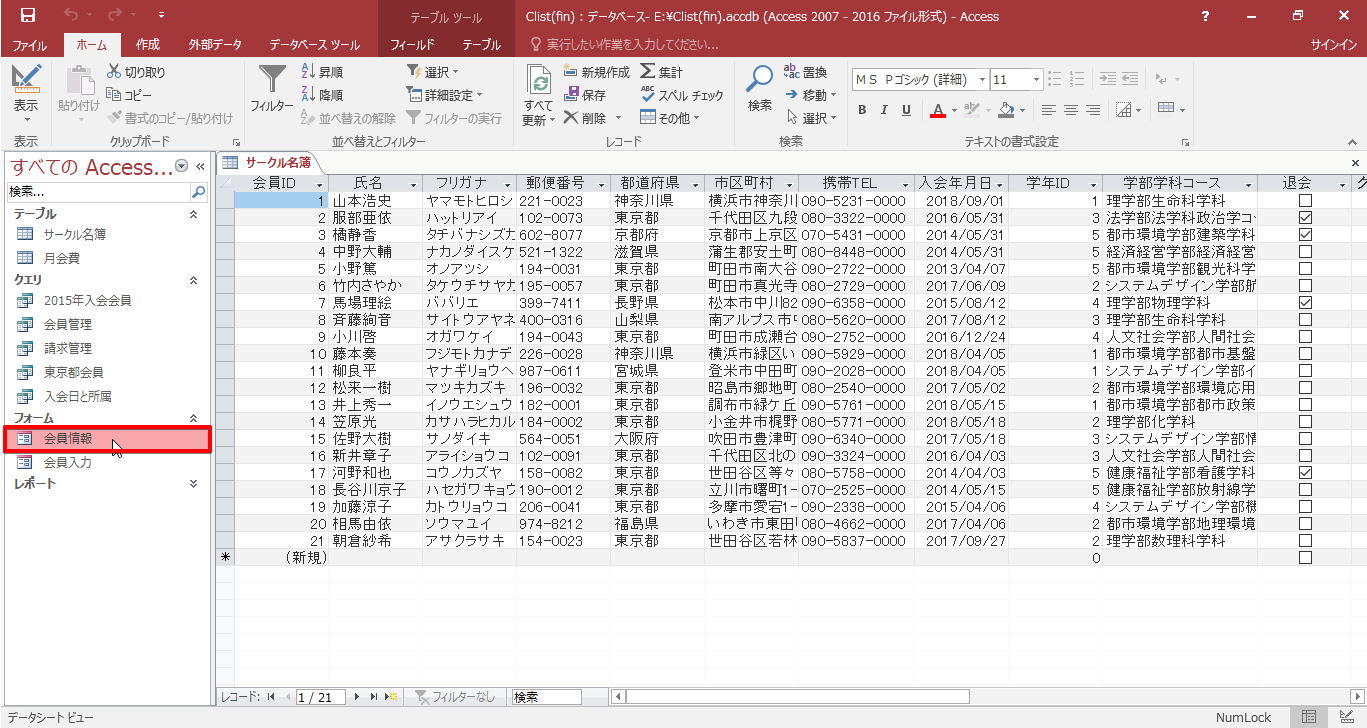 テーブル ツール
Clist(fin) : データベース- E:¥Clist(fin).accdb (Access 2007 - 2016 ファイル形式) - Access
?
ファイル ホーム 作成 外部データ データベース ツール フィールド テーブル 実行したい作業を入力してください... サインイン
表示 貼り付け 切り取り コピー 書式のコピー/貼り付け
フィルター 昇順 降順 並べ替えの解除 選択 詳細設定 フィルターの実行
すべて更新 新規作成 保存 削除 集計 スペル チェック その他
検索 置換 移動 選択
MS Pゴシック (詳細) 11
B I U A
表示 クリップボード 並べ替えとフィルター レコード 検索 テキストの書式設定
すべての Access... «
検索...
テーブル
サークル名簿
月会費
クエリ
2015年入会会員
会員管理
請求管理
東京都会員
入会日と所属
フォーム
会員情報
会員入力
レポート
サークル名簿
会員ID 氏名 フリガナ 郵便番号 都道府県 市区町村 携帯TEL 入会年月日 学年ID 学部学科コース 退会
1 山本浩史 ヤマモトヒロシ 221-0023 神奈川県 横浜市神奈川 090-5231-0000 2018/09/01 1 理学部生命科学科
2 服部亜依 ハットリアイ 102-0073 東京都 千代田区九段 080-3322-0000 2016/05/31 3 法学部法学科政治学コ
3 橘静香 タチバナシズカ 602-8077 京都府 京都市上京区 070-5431-0000 2014/05/31 5 都市環境学部建築学科
4 中野大輔 ナカノダイスケ 521-1322 滋賀県 蒲生郡安土町 080-8448-0000 2014/05/31 5 経済経営学部経済経営
5 小野篤 オノアツシ 194-0031 東京都 町田市南大谷 090-2722-0000 2013/04/07 5 都市環境学部観光科学
6 竹内さやか タケウチサヤカ 195-0057 東京都 町田市真光寺 090-2728-0000 2017/06/09 2 システムデザイン学部航
7 馬場理絵 ババリエ 399-7411 長野県 松本市中川82 090-6358-0000 2015/08/12 4 理学部物理学科
8 斉藤絢音 サイトウアヤネ 400-0316 山梨県 南アルプス市 080-5620-0000 2017/08/12 3 理学部生命科学科
9 小川啓 オガワケイ 194-0043 東京都 町田市成瀬台 090-2752-0000 2016/12/24 4 人文社会学部人間社会
10 藤本奏 フジモトカナデ 226-0028 神奈川県 横浜市緑区い 090-5929-0000 2018/04/05 1 都市環境学部都市基盤
11 柳良平 ヤナギリョウヘ 987-0611 宮城県 登米市中田町 090-2028-0000 2018/04/05 1 システムデザイン学部イ
12 松来一樹 マツキカズキ 196-0032 東京都 昭島市郷地町 080-2540-0000 2017/05/02 2 都市環境学部環境応用
13 井上秀一 イノウエシュウ 182-0001 東京都 調布市緑ケ丘 090-5761-0000 2018/05/15 1 都市環境学部都市政策
14 笠原光 カサハラヒカル 184-0002 東京都 小金井市梶野 080-5771-0000 2018/05/18 2 理学部化学科
15 佐野大樹 サノダイキ 564-0051 大阪府 吹田市豊津町 090-6340-0000 2017/05/18 3 システムデザイン学部情
16 新井章子 アライショウコ 102-0091 東京都 千代田区北の 090-3324-0000 2016/04/03 3 人文社会学部人間社会
17 河野和也 コウノカズヤ 158-0082 東京都 世田谷区等々 080-5758-0000 2014/04/03 5 健康福祉学部看護学科
18 長谷川京子 ハセガワキョウ 190-0012 東京都 立川市曙町1- 070-2525-0000 2014/05/15 5 健康福祉学部放射線学
19 加藤涼子 カトウリョウコ 206-0041 東京都 多摩市愛宕1- 090-2338-0000 2015/04/06 4 システムデザイン学部機
20 相馬由依 ソウマユイ 974-8212 福島県 いわき市東田 080-4662-0000 2017/04/06 2 都市環境学部地理環境
21 朝倉紗希 アサクラサキ 154-0023 東京都 世田谷区若林 090-5837-0000 2017/09/27 2 理学部数理科学科
* (新規) 0
レコード: 1 / 21 フィルターなし 検索
データシート ビュー NumLock